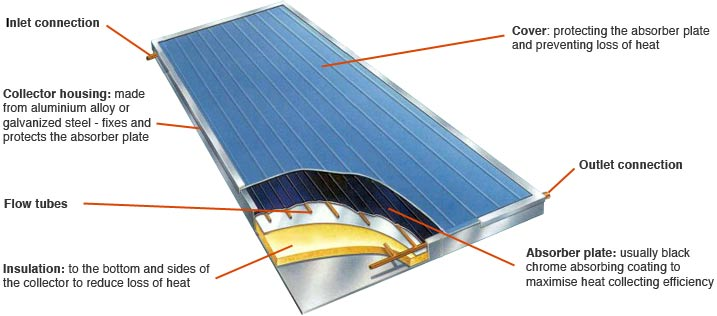 Inlet connection
Cover: protecting the absorber plate
and preventing loss of heat
Collector housing: made
from aluminium alloy or
galvanized steel - fixes and
protects the absorber plate
Outlet connection
Flow tubes
Absorber plate: usually black
chrome absorbing coating to
maximise heat collecting efficiency
Insulation: to the bottom and sides of
the collector to reduce loss of heat